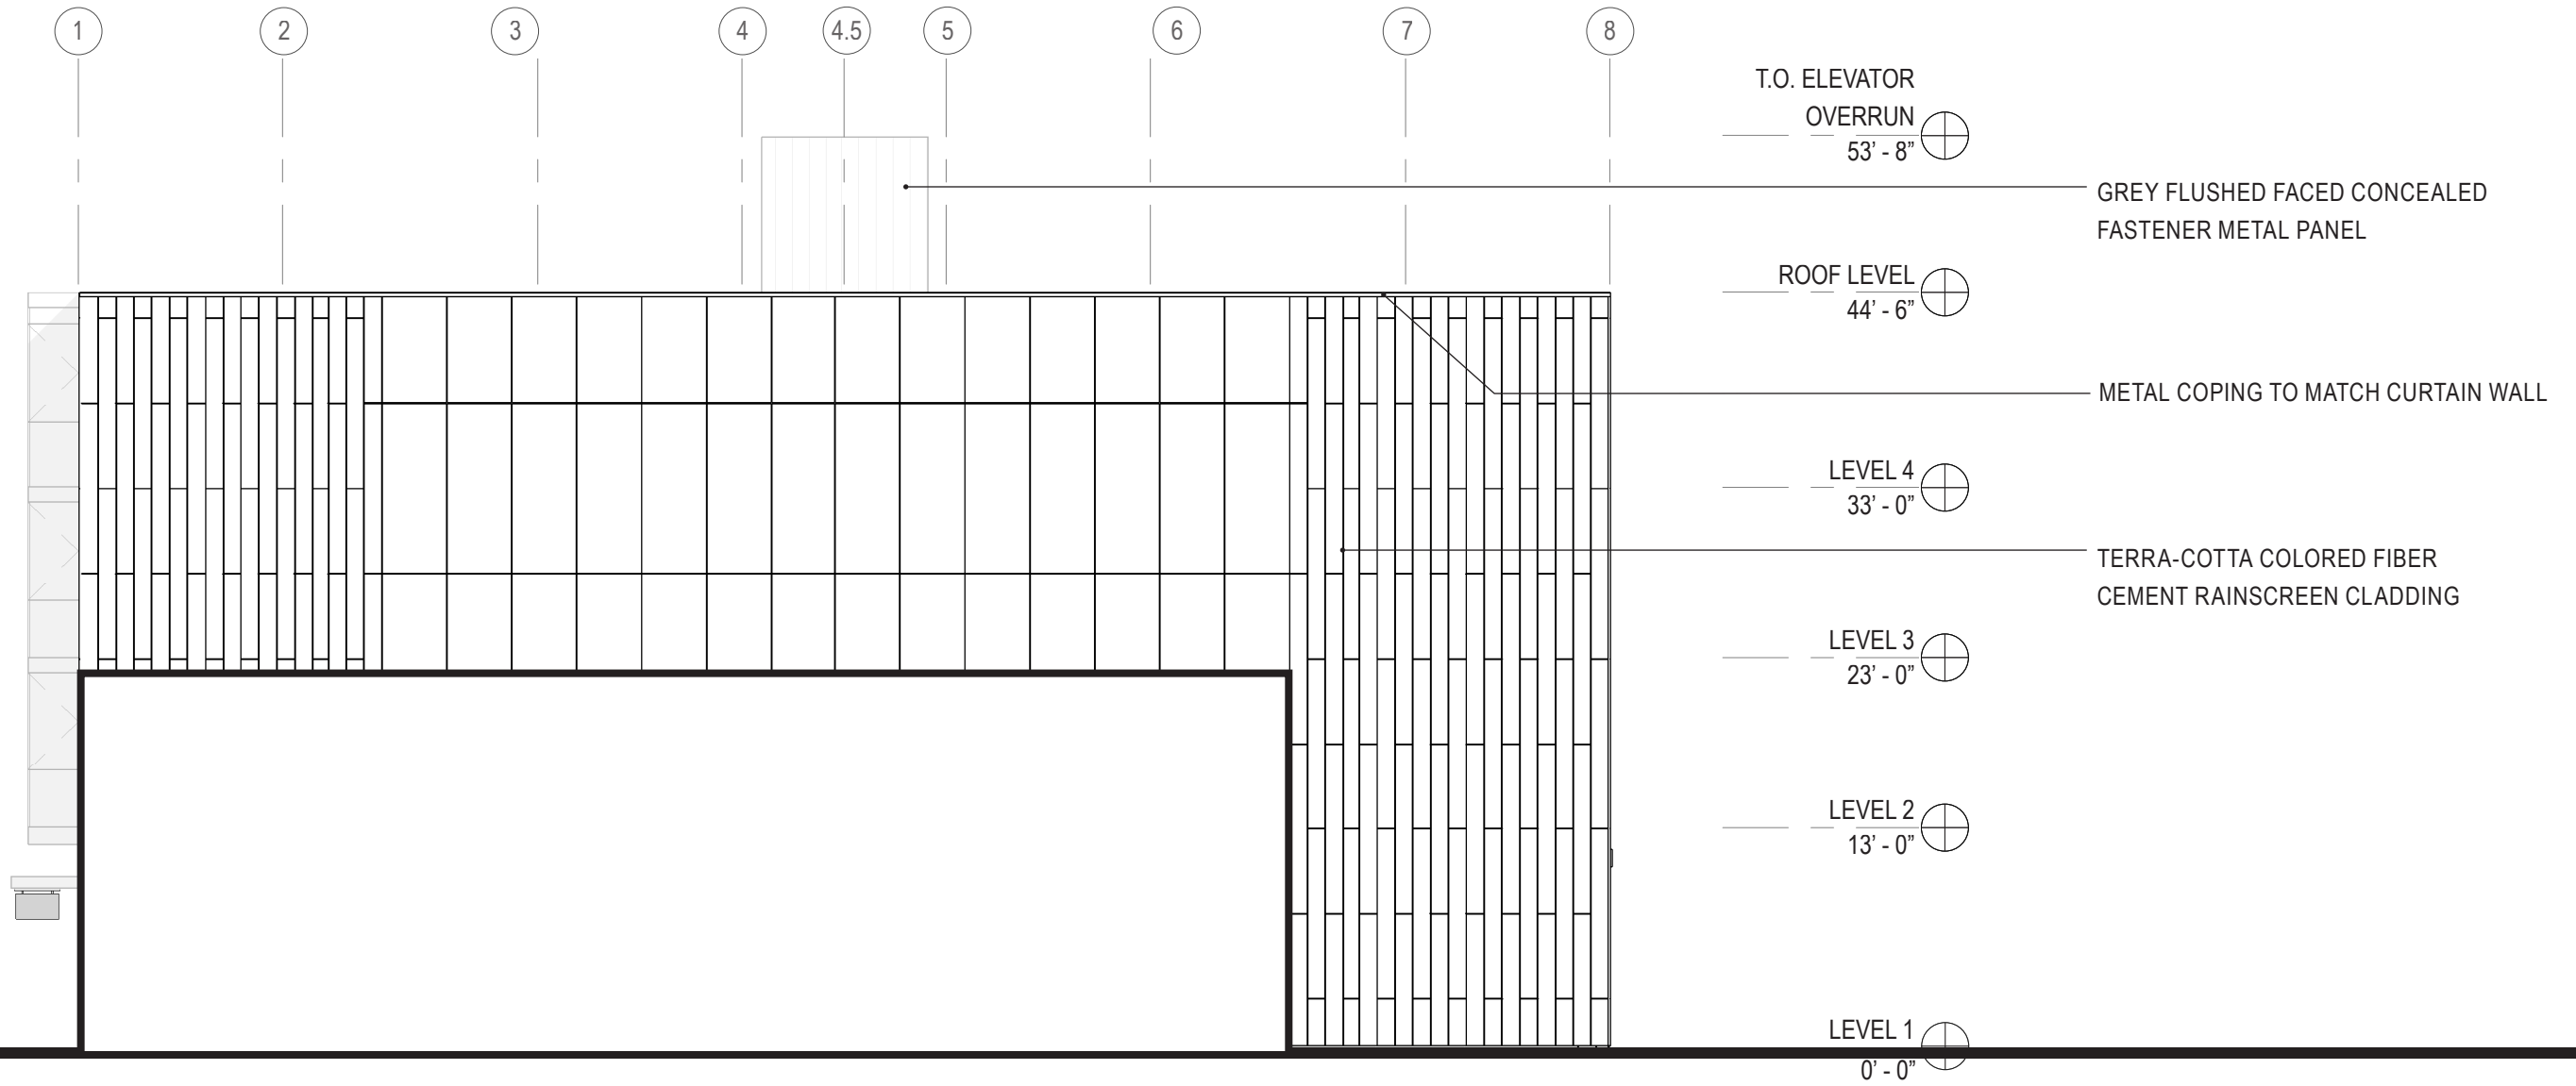 1 2 3 4 4.5 5 6 7 8
T.O. ELEVATOR
OVERRUN
53’ - 8”
GREY FLUSHED FACED CONCEALED
FASTENER METAL PANEL
ROOF LEVEL
44’ - 6”
METAL COPING TO MATCH CURTAIN WALL
LEVEL 4
33’ - 0”
TERRA-COTTA COLORED FIBER
CEMENT RAINSCREEN CLADDING
LEVEL 3
23’ - 0”
LEVEL 2
13’ - 0”
LEVEL 1
0’ - 0”